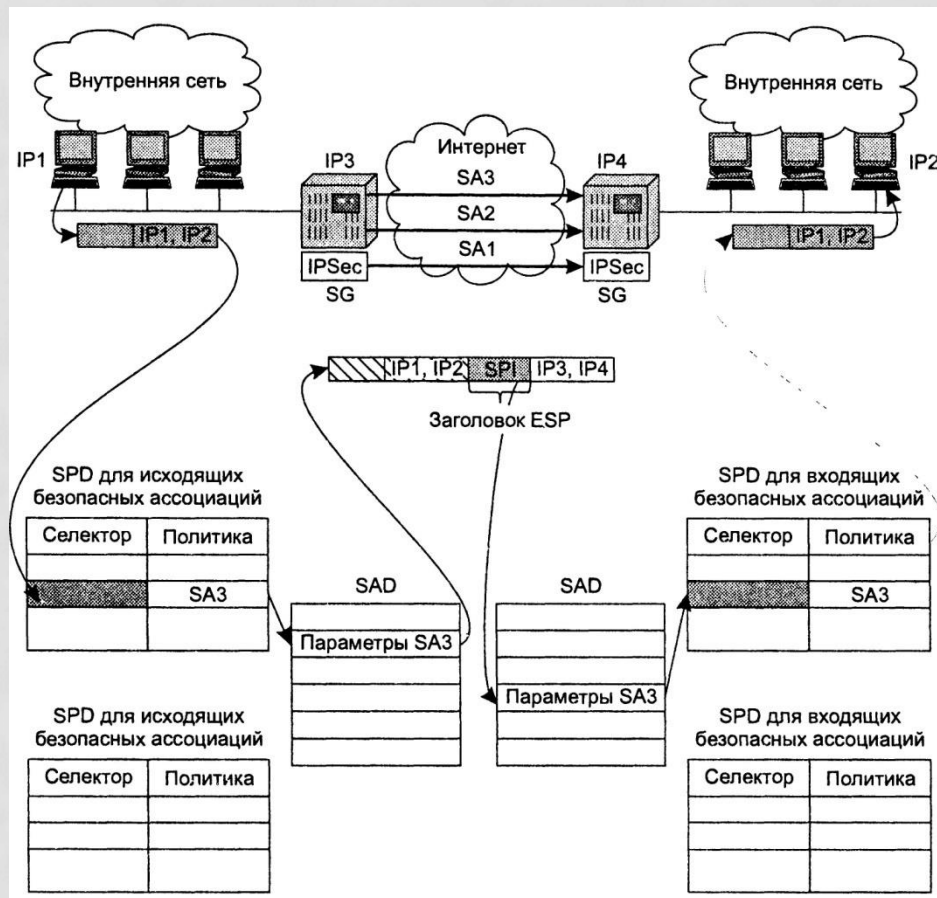 Внутренняя сеть
Внутренняя сеть
IP1
IP3
Интернет
IP4
IP2
SA3
SA2
IP1, IP2
SA1
IP1, IP2
IPSec
IPSec
SG
SG
IP1, IP2 SPI IP3, IP4
Заголовок ESP
SPD для исходящих
безопасных ассоциаций
Селектор Политика
SA3
SAD
Параметры SA3
SAD
Параметры SA3
SPD для входящих
безопасных ассоциаций
Селектор Политика
SA3
SPD для исходящих
безопасных ассоциаций
Селектор Политика
SPD для входящих
безопасных ассоциаций
Селектор Политика